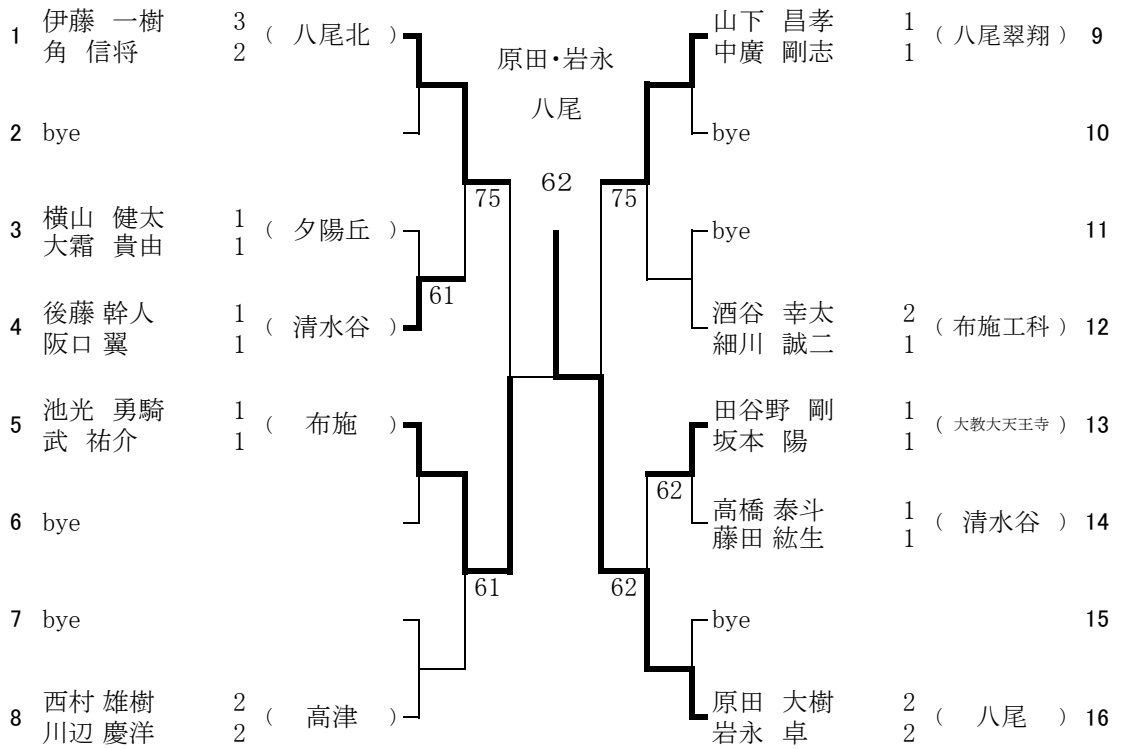 1 伊藤 一樹 3 ( 八尾北 )
角 信将 2
2 bye
75
3 横山 健太 1 ( 夕陽丘 )
大霜 貴由 1
61
4 後藤 幹人 1 ( 清水谷 )
阪口 翼 1
5 池光 勇騎 1 ( 布施 )
武 祐介 1
6 bye
61
7 bye
8 西村 雄樹 2 ( 高津 )
川辺 慶洋 2
原田・岩永
八尾
62
山下 昌孝 1 ( 八尾翠翔 ) 9
中廣 剛志 1
bye 10
75
bye 11
酒谷 幸太 2 ( 布施工科 ) 12
細川 誠二 1
田谷野 剛 1 ( 大教大天王寺 ) 13
坂本 陽 1
62
高橋 泰斗 1 ( 清水谷 ) 14
藤田 紘生 1
62
bye 15
原田 大樹 2 ( 八尾 ) 16
岩永 卓 2